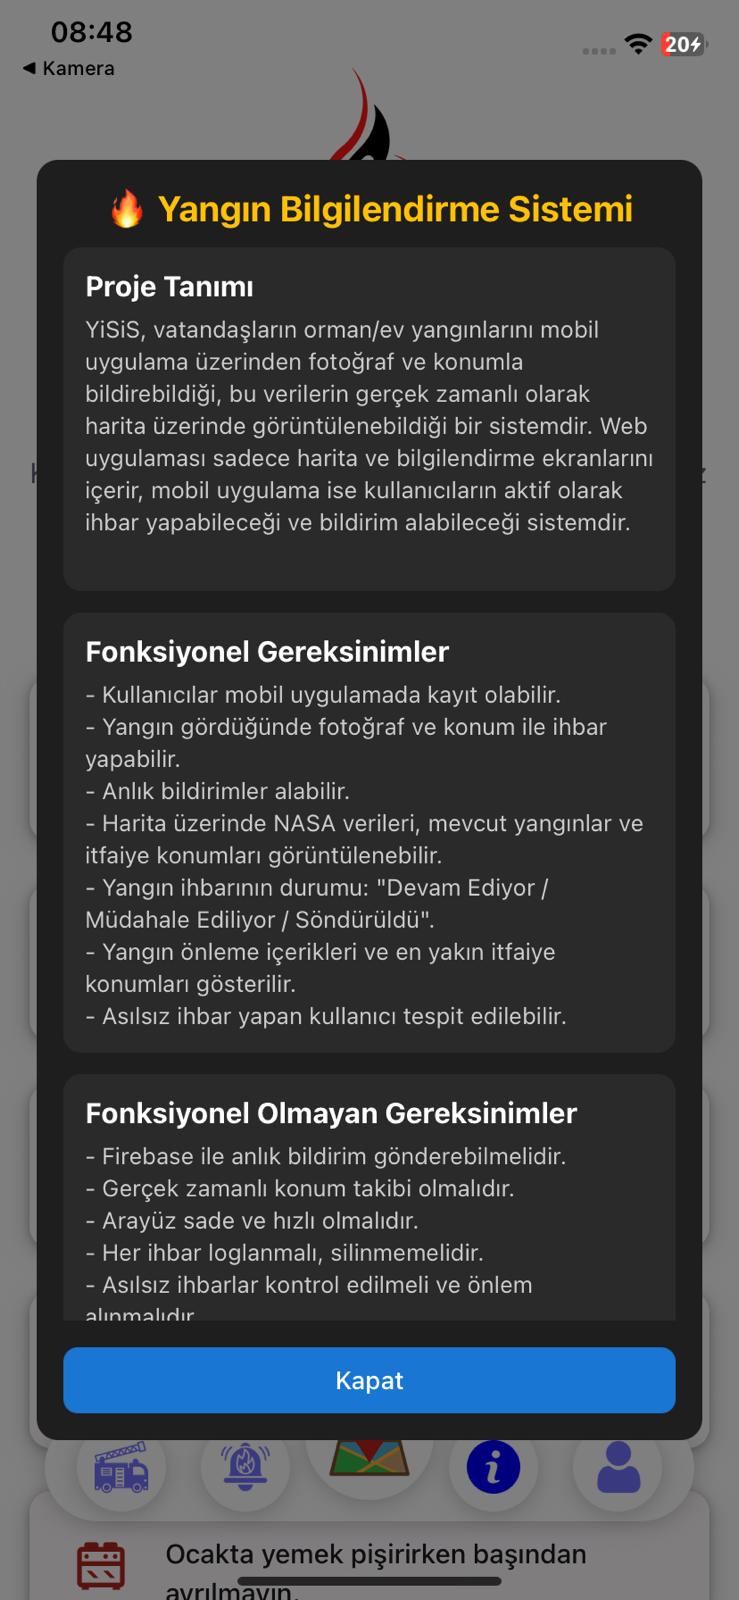 08:48
20
◀ Kamera
🔥 Yangın Bilgilendirme Sistemi
Proje Tanımı
YiSiS, vatandaşların orman/ev yangınlarını mobil
uygulama üzerinden fotoğraf ve konumla
bildirebildiği, bu verilerin gerçek zamanlı olarak
harita üzerinde görüntülenebildiği bir sistemdir. Web
uygulaması sadece harita ve bilgilendirme ekranlarını
içerir, mobil uygulama ise kullanıcıların aktif olarak
ihbar yapabileceği ve bildirim alabileceği sistemdir.
Fonksiyonel Gereksinimler
- Kullanıcılar mobil uygulamada kayıt olabilir.
- Yangın gördüğünde fotoğraf ve konum ile ihbar
yapabilir.
- Anlık bildirimler alabilir.
- Harita üzerinde NASA verileri, mevcut yangınlar ve
itfaiye konumları görüntülenebilir.
- Yangın ihbarının durumu: "Devam Ediyor /
Müdahale Ediliyor / Söndürüldü".
- Yangın önleme içerikleri ve en yakın itfaiye
konumları gösterilir.
- Asılsız ihbar yapan kullanıcı tespit edilebilir.
Fonksiyonel Olmayan Gereksinimler
- Firebase ile anlık bildirim gönderebilmelidir.
- Gerçek zamanlı konum takibi olmalıdır.
- Arayüz sade ve hızlı olmalıdır.
- Her ihbar loglanmalı, silinmemelidir.
- Asılsız ihbarlar kontrol edilmeli ve önlem
alınmalıdır
Kapat
Ocakta yemek pişirirken başından
ayrılmayın.